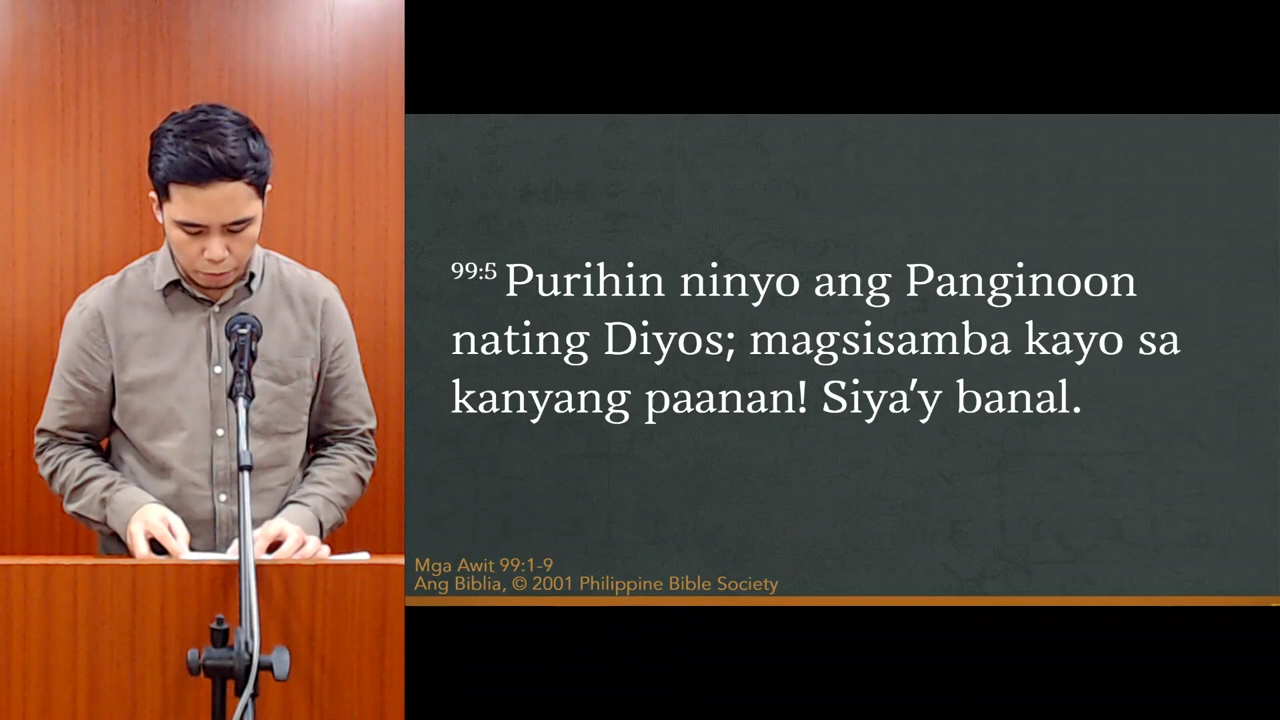 99:5 Purihin ninyo ang Panginoon
nating Diyos; magsisamba kayo sa
kanyang paanan! Siya'y banal.
Mga Awit 99:1-9
Ang Biblia, © 2001 Philippine Bible Society